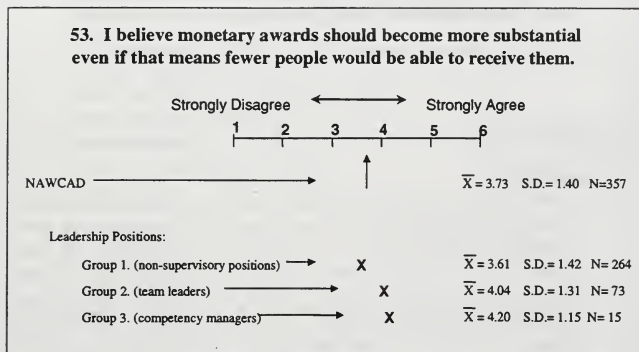 53. I believe monetary awards should become more substantial
even if that means fewer people would be able to receive them.
Strongly Disagree Strongly Agree
1 2 3 4 5 6
NAWCAD X̅ = 3.73 S.D.= 1.40 N=357
Leadership Positions:
Group 1. (non-supervisory positions) X X̅ = 3.61 S.D.= 1.42 N= 264
Group 2. (team leaders) X X̅ = 4.04 S.D.= 1.31 N= 73
Group 3. (competency managers) X X̅ = 4.20 S.D.= 1.15 N= 15